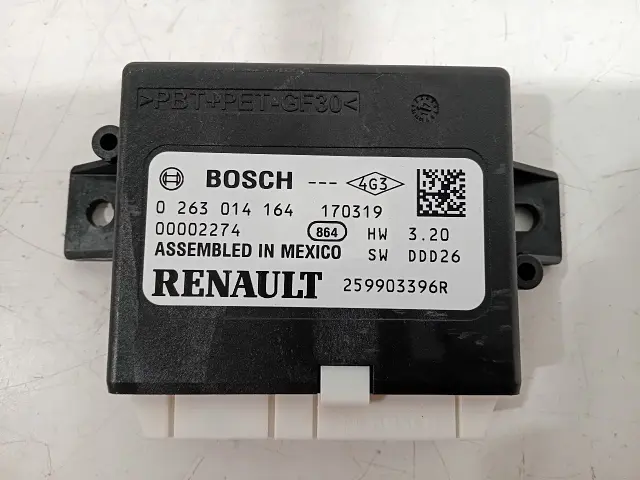 >PBT+PET-GF30<
BOSCH --- 4G3
0 263 014 164 170319
00002274 864 HW 3.20
ASSEMBLED IN MEXICO SW DDD26
RENAULT 259903396R